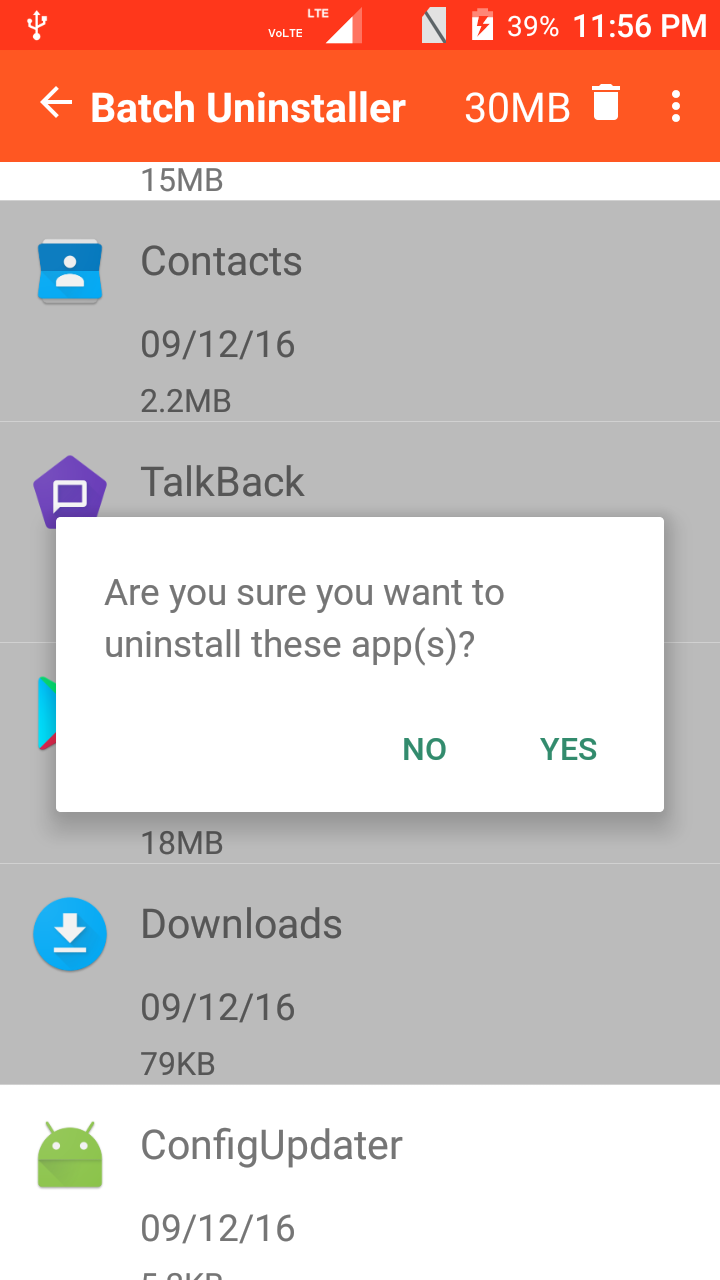 VoLTE LTE 39% 11:56 PM
Batch Uninstaller 30MB
15MB
Contacts
09/12/16
2.2MB
TalkBack
Are you sure you want to
uninstall these app(s)?
NO YES
18MB
Downloads
09/12/16
79KB
ConfigUpdater
09/12/16